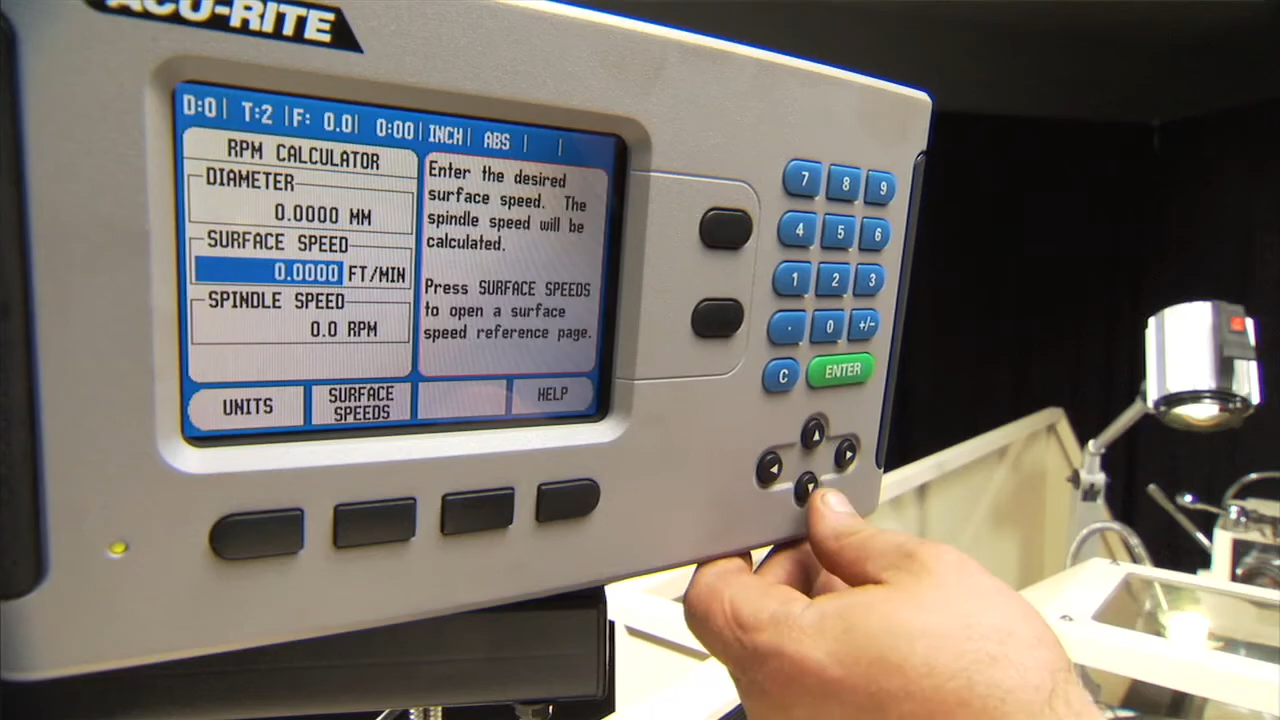 ACU-RITE
D:0| T:2 |F: 0.0| 0:00| INCH| ABS | |
RPM CALCULATOR
DIAMETER
0.0000 MM
SURFACE SPEED
0.0000 FT/MIN
SPINDLE SPEED
0.0 RPM
Enter the desired
surface speed. The
spindle speed will be
calculated.
Press SURFACE SPEEDS
to open a surface
speed reference page.
UNITS
SURFACE
SPEEDS
HELP
7 8 9
4 5 6
1 2 3
. 0 +/-
C ENTER